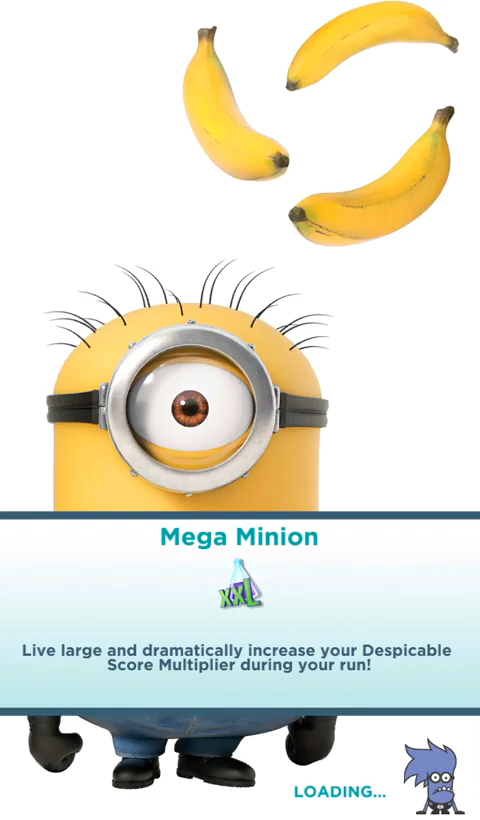 Mega Minion
XXL
Live large and dramatically increase your Despicable
Score Multiplier during your run!
LOADING...